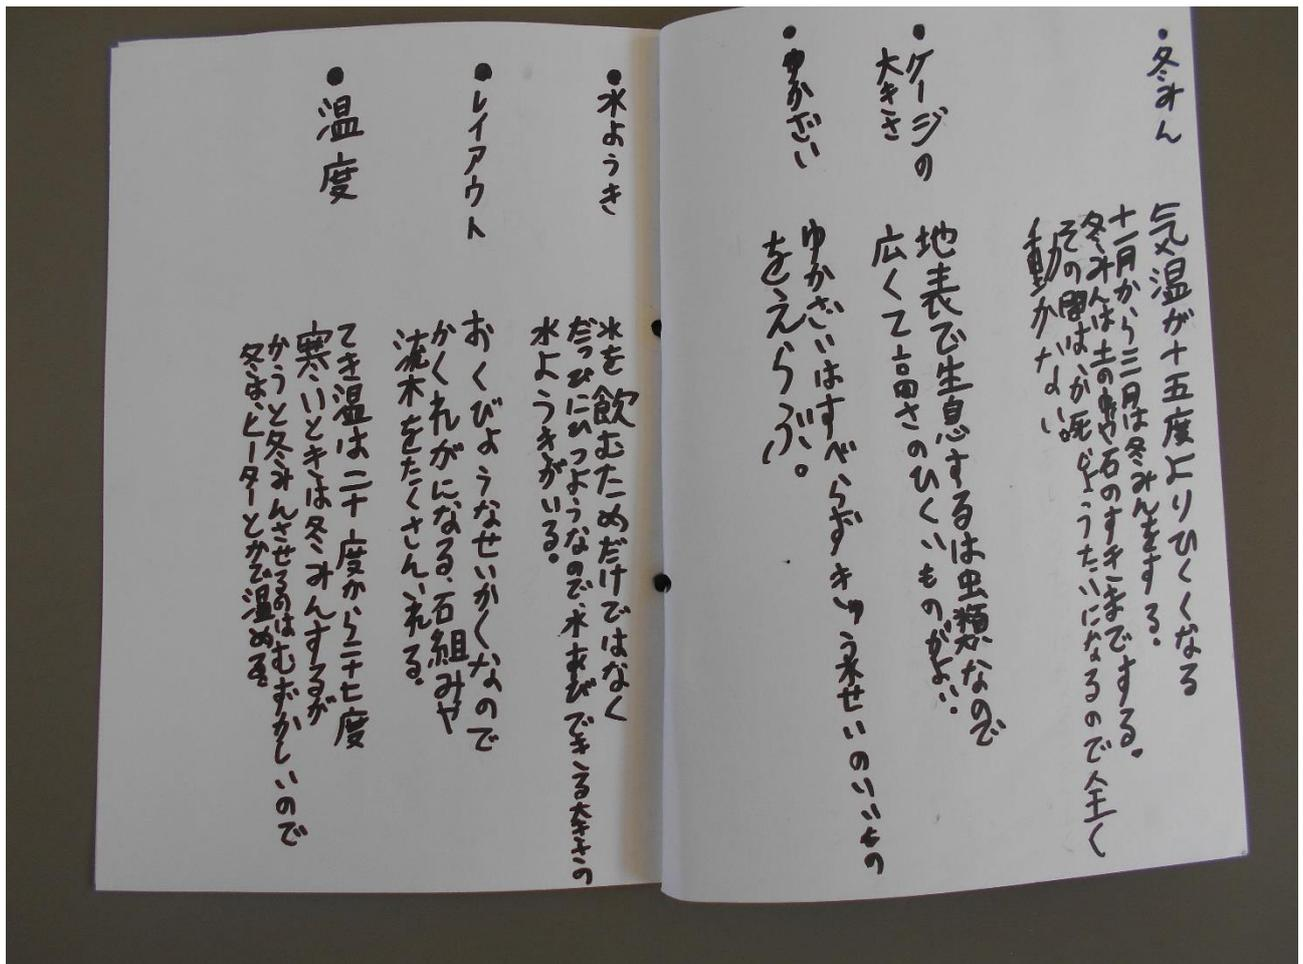 ・冬みん
気温が十五度よりひくくなる
十一月から三月は冬みんをする。
冬みんは土の中や石のすきまでする。
その間はか死じょうたいになるので全く
動かない。
・ケージの
大きさ
地表で生息するは虫類なので
広くて高さのひくいものがよい。
・ゆかざい
ゆかざいはすべらずきゅう水せいのいいもの
をえらぶ。
・水ようき
水を飲むためだけではなく
だっぴにひつようなので、水あびできる大きさの
水ようきがいる。
・レイアウト
おくびょうなせいかくなので
かくれがになる、石組みや
流木をたくさんいれる。
・温度
てき温は二十度から二十七度
寒いときは冬みんするが
かうと冬みんさせるのはむずかしいので
冬は、ヒーターとかで温める。